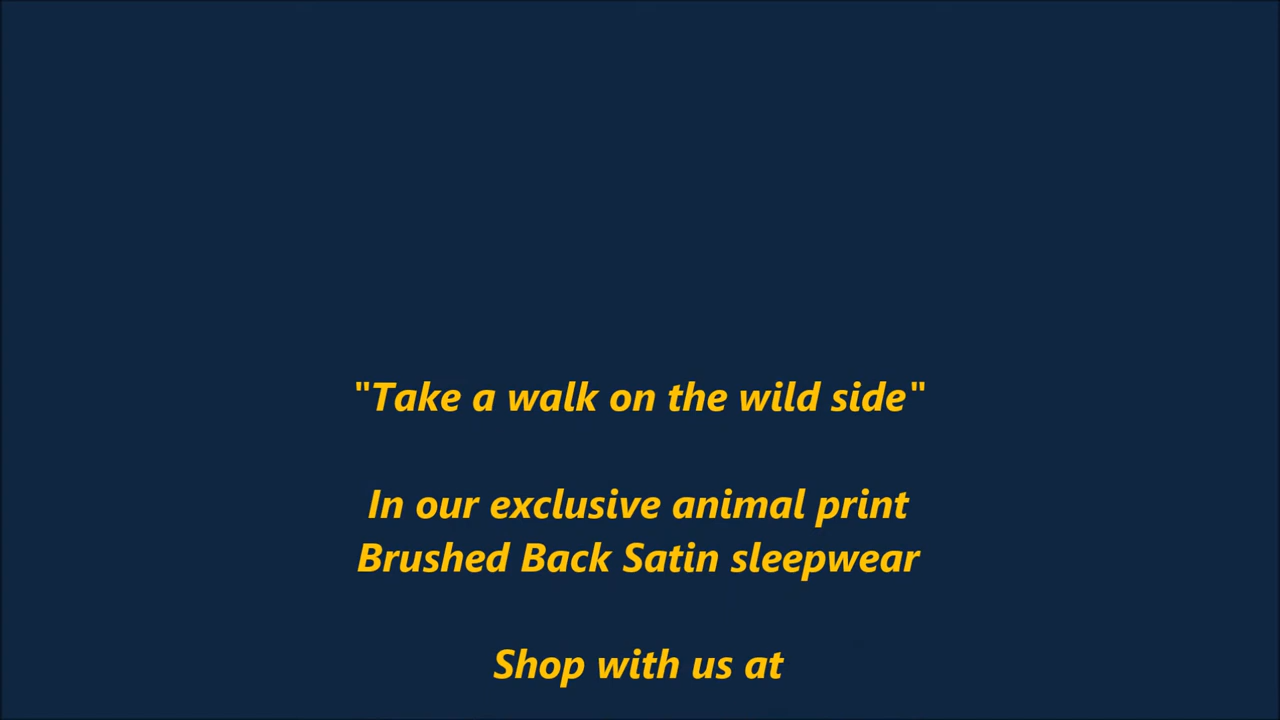 "Take a walk on the wild side"
In our exclusive animal print
Brushed Back Satin sleepwear
Shop with us at